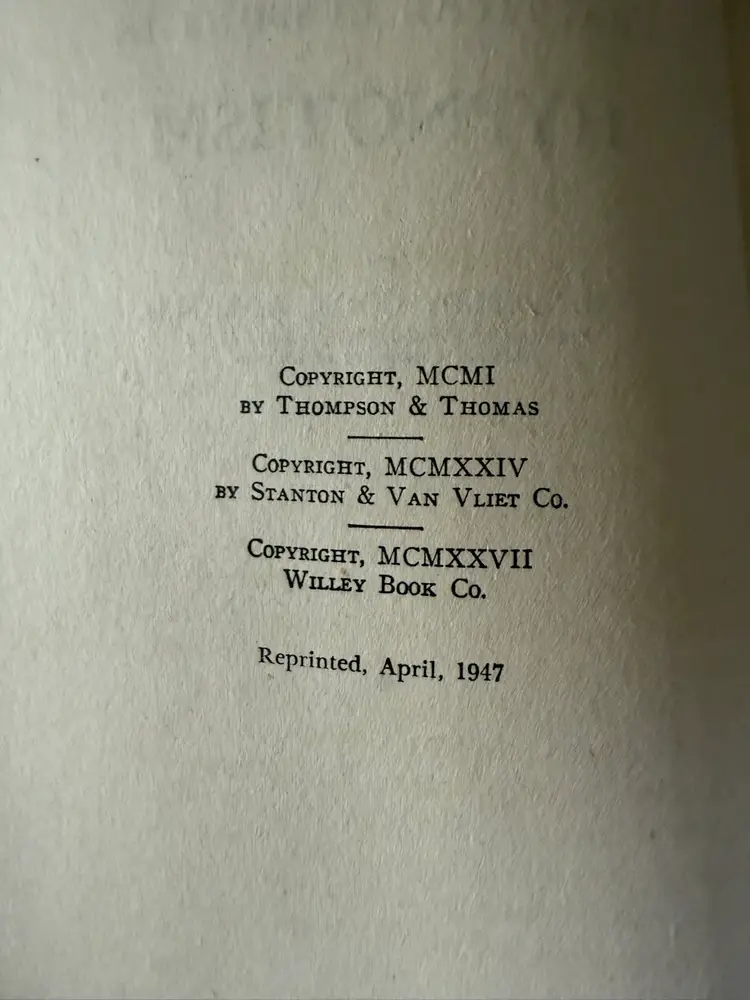 Copyright, MCMI
by Thompson & Thomas
Copyright, MCMXXIV
by Stanton & Van Vliet Co.
Copyright, MCMXXVII
Willey Book Co.
Reprinted, April, 1947